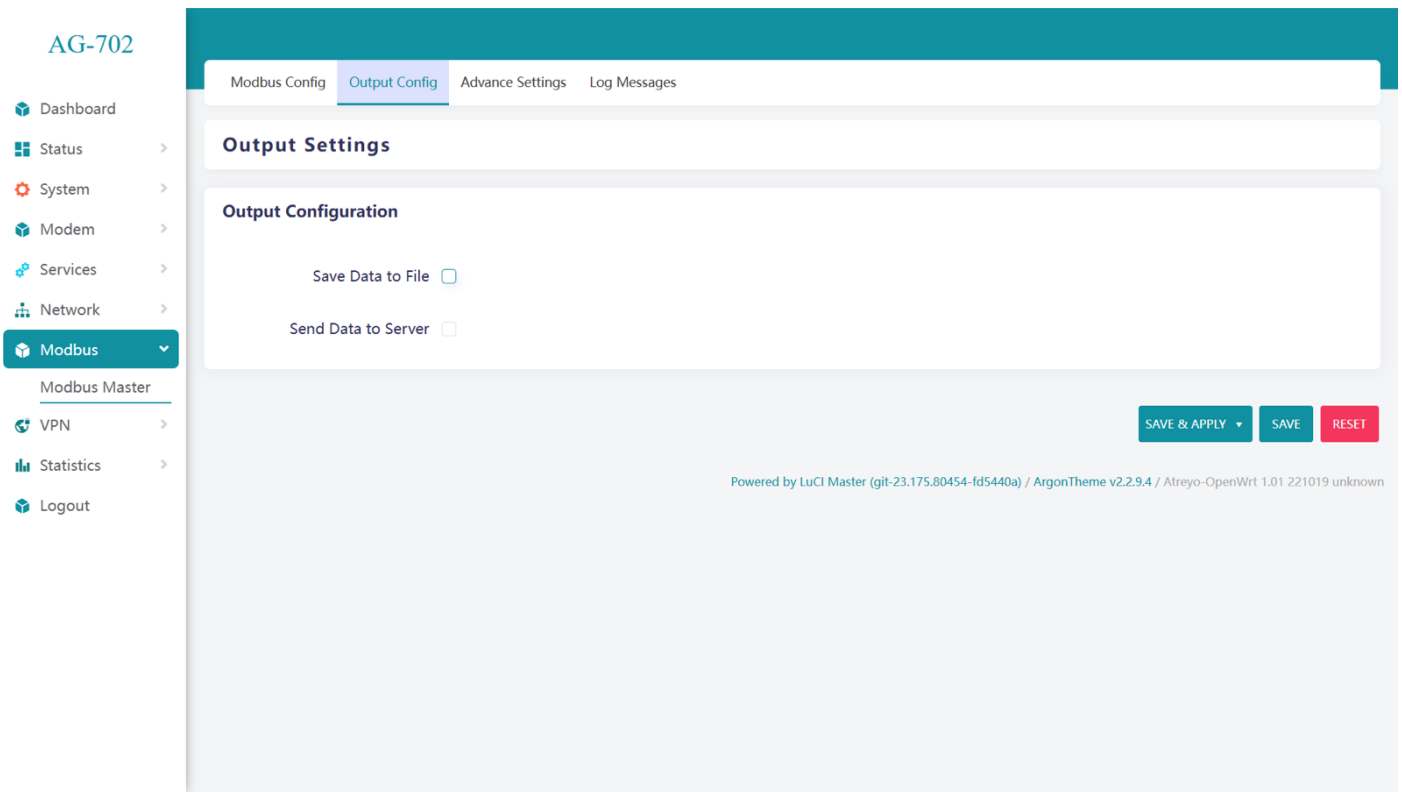 AG-702
Dashboard
Status
System
Modem
Services
Network
Modbus
Modbus Master
VPN
Statistics
Logout
Modbus Config Output Config Advance Settings Log Messages
Output Settings
Output Configuration
Save Data to File
Send Data to Server
SAVE & APPLY SAVE RESET
Powered by LuCI Master (git-23.175.80454-fd5440a) / ArgonTheme v2.2.9.4 / Atreyo-OpenWrt 1.01 221019 unknown